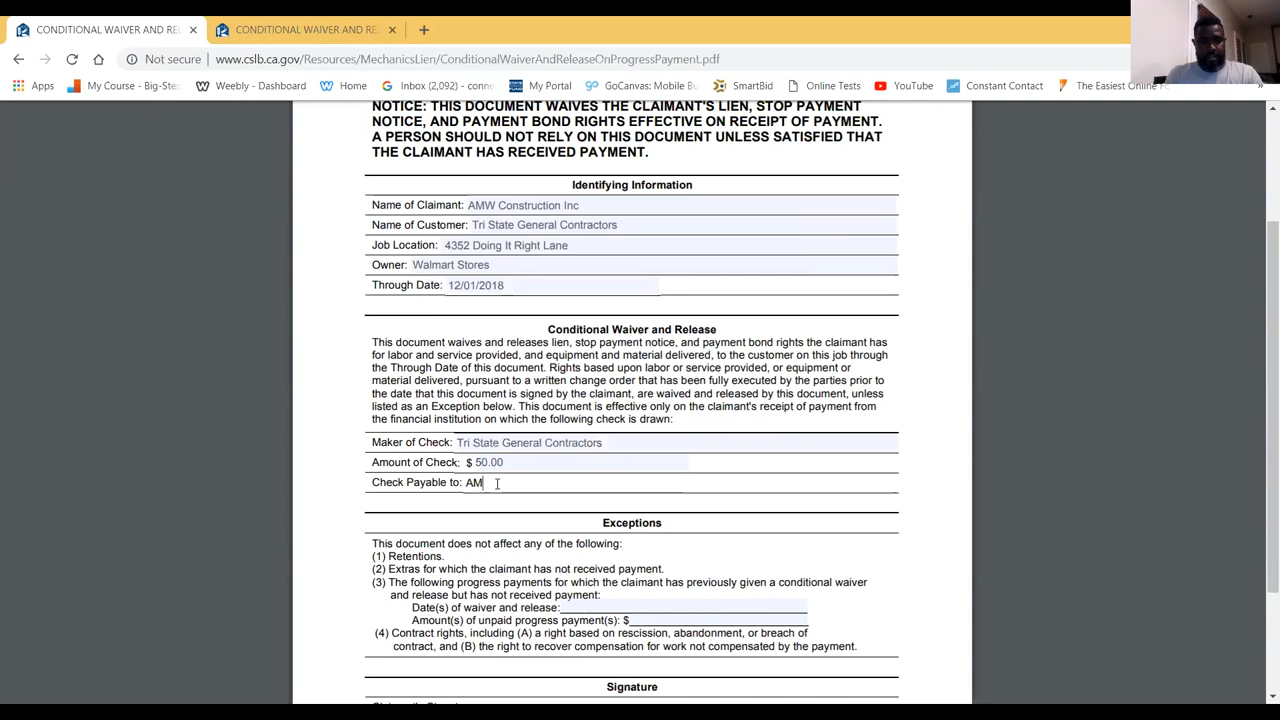 CONDITIONAL WAIVER AND RE
CONDITIONAL WAIVER AND RE
Not secure
www.cslb.ca.gov/Resources/MechanicsLien/ConditionalWaiverAndReleaseOnProgressPayment.pdf
Apps My Course - Big-Ste Weebly - Dashboard Home Inbox (2,092) - conne My Portal GoCanvas: Mobile Bu SmartBid Online Tests YouTube Constant Contact The Easiest Online F »
NOTICE: THIS DOCUMENT WAIVES THE CLAIMANT'S LIEN, STOP PAYMENT
NOTICE, AND PAYMENT BOND RIGHTS EFFECTIVE ON RECEIPT OF PAYMENT.
A PERSON SHOULD NOT RELY ON THIS DOCUMENT UNLESS SATISFIED THAT
THE CLAIMANT HAS RECEIVED PAYMENT.
Identifying Information
Name of Claimant: AMW Construction Inc
Name of Customer: Tri State General Contractors
Job Location: 4352 Doing It Right Lane
Owner: Walmart Stores
Through Date: 12/01/2018
Conditional Waiver and Release
This document waives and releases lien, stop payment notice, and payment bond rights the claimant has
for labor and service provided, and equipment and material delivered, to the customer on this job through
the Through Date of this document. Rights based upon labor or service provided, or equipment or
material delivered, pursuant to a written change order that has been fully executed by the parties prior to
the date that this document is signed by the claimant, are waived and released by this document, unless
listed as an Exception below. This document is effective only on the claimant's receipt of payment from
the financial institution on which the following check is drawn:
Maker of Check: Tri State General Contractors
Amount of Check: $ 50.00
Check Payable to: AM
Exceptions
This document does not affect any of the following:
(1) Retentions.
(2) Extras for which the claimant has not received payment.
(3) The following progress payments for which the claimant has previously given a conditional waiver
and release but has not received payment:
Date(s) of waiver and release:
Amount(s) of unpaid progress payment(s): $
(4) Contract rights, including (A) a right based on rescission, abandonment, or breach of
contract, and (B) the right to recover compensation for work not compensated by the payment.
Signature